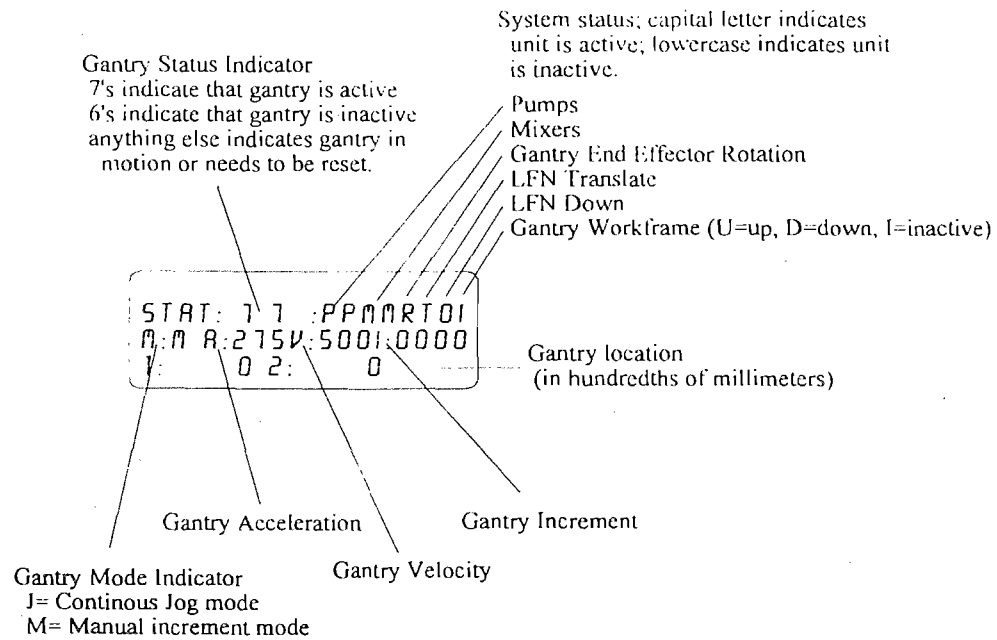 System status; capital letter indicates
unit is active; lowercase indicates unit
is inactive.
Gantry Status Indicator
7's indicate that gantry is active
6's indicate that gantry is inactive
anything else indicates gantry in
motion or needs to be reset.
Pumps
Mixers
Gantry End Effector Rotation
LFN Translate
LFN Down
Gantry Workframe (U=up, D=down, I=inactive)
STAT: 7 7 :PPMMRTDI
M:M A:275V:500I:0000
1: 0 2: 0
Gantry location
(in hundredths of millimeters)
Gantry Acceleration
Gantry Increment
Gantry Velocity
Gantry Mode Indicator
J= Continous Jog mode
M= Manual increment mode